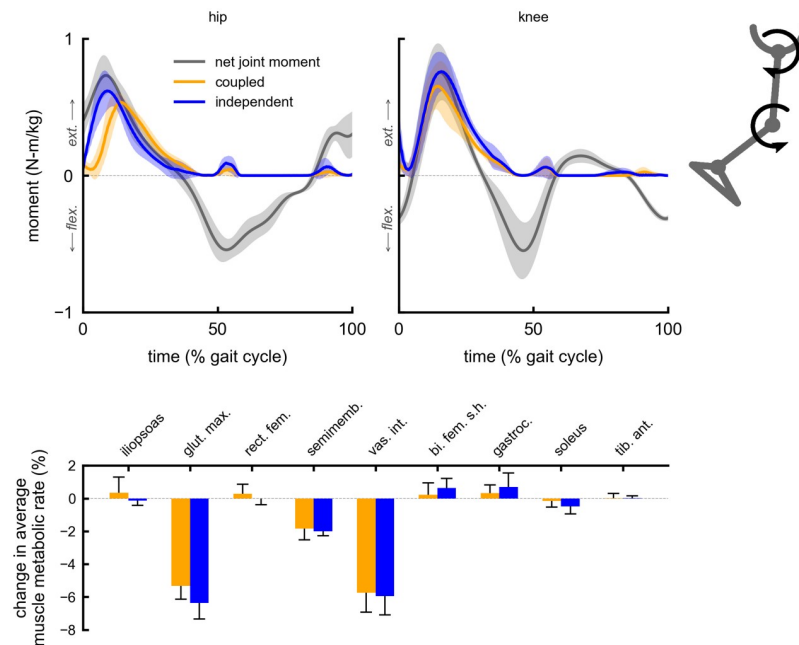 hip
knee
1
0
−1
moment (N-m/kg)
ext.
flex.
net joint moment
coupled
independent
ext.
flex.
0
50
100
0
50
100
time (% gait cycle)
time (% gait cycle)
iliopsoas
glut. max.
rect. fem.
semimemb.
vas. int.
bi. fem. s.h.
gastroc.
soleus
tib. ant.
change in average
muscle metabolic rate (%)
2
0
−2
−4
−6
−8